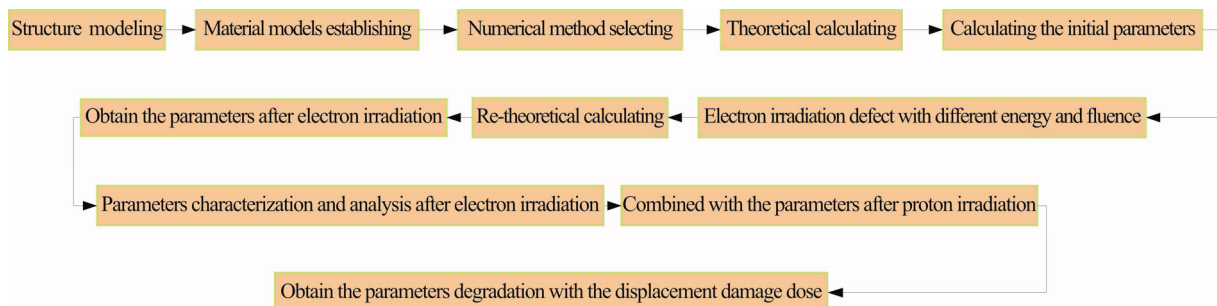 Structure modeling
Material models establishing
Numerical method selecting
Theoretical calculating
Calculating the initial parameters
Electron irradiation defect with different energy and fluence
Re-theoretical calculating
Obtain the parameters after electron irradiation
Parameters characterization and analysis after electron irradiation
Combined with the parameters after proton irradiation
Obtain the parameters degradation with the displacement damage dose